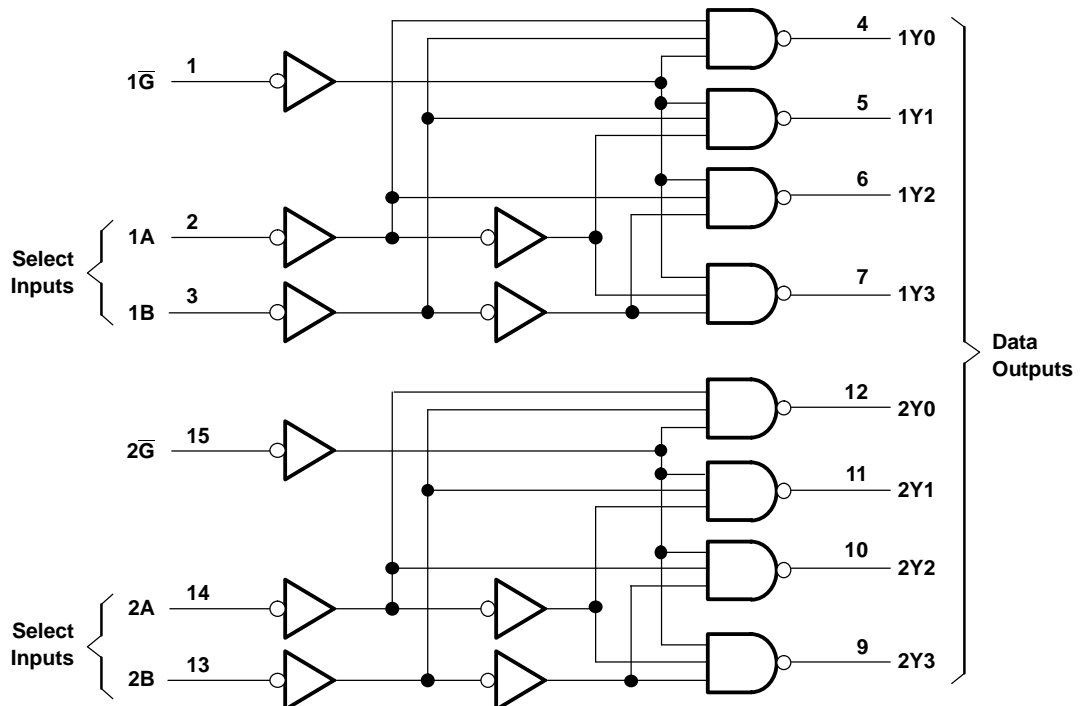 4
1Y0
1G̅
1
5
1Y1
6
1Y2
Select
Inputs
1A
2
1B
3
7
1Y3
Data
Outputs
12
2Y0
2G̅
15
11
2Y1
10
2Y2
Select
Inputs
2A
14
2B
13
9
2Y3